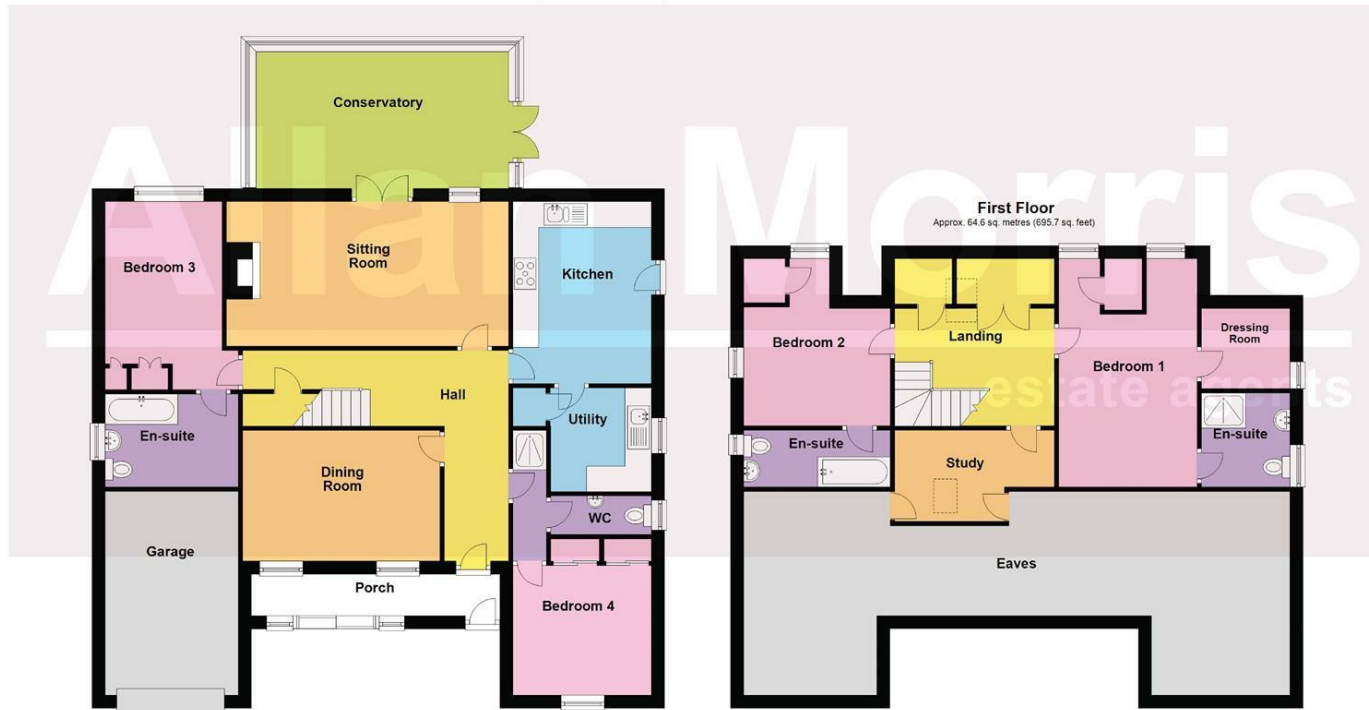 Allan Morris
estate agents
Conservatory
Bedroom 3
Sitting
Room
Kitchen
Hall
En-suite
Utility
Dining
Room
WC
Garage
Porch
Bedroom 4
First Floor
Approx. 64.6 sq. metres (695.7 sq. feet)
Bedroom 2
Landing
Bedroom 1
Dressing
Room
En-suite
En-suite
Study
Eaves